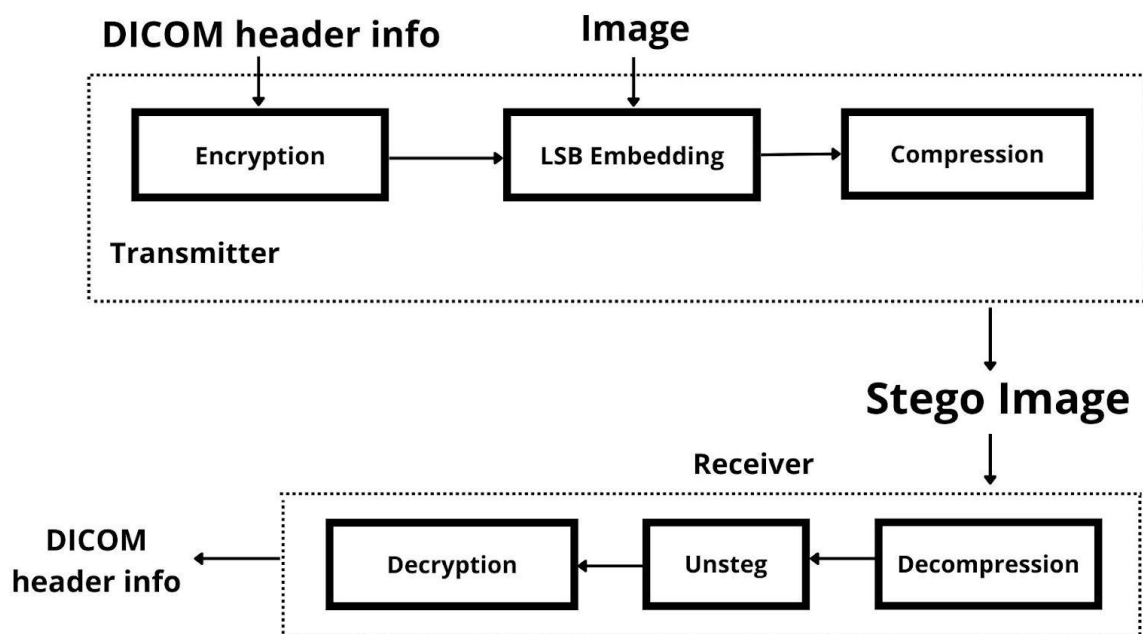 DICOM header info
Image
Encryption
LSB Embedding
Compression
Transmitter
Stego Image
Receiver
DICOM
header info
Decryption
Unsteg
Decompression